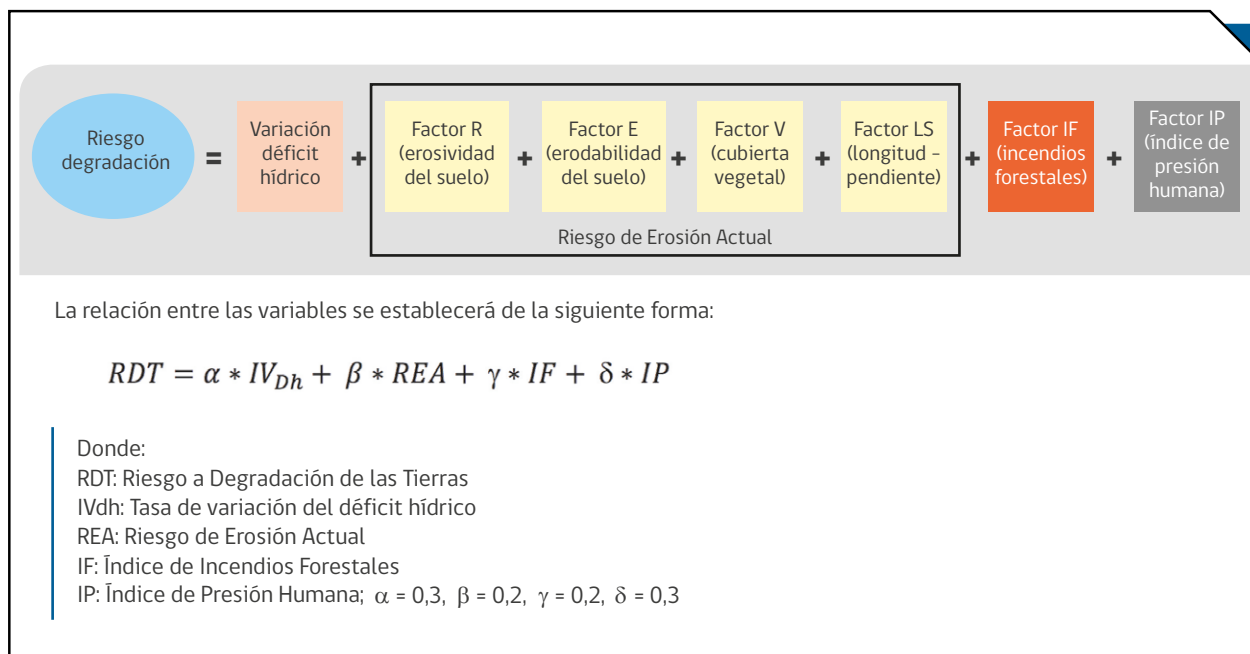 Riesgo
degradación
=
Variación
déficit
hídrico
+
Factor R
(erosividad
del suelo)
+
Factor E
(erodabilidad
del suelo)
+
Factor V
(cubierta
vegetal)
+
Factor LS
(longitud -
pendiente)
+
Factor IF
(incendios
forestales)
+
Factor IP
(índice de
presión
humana)
Riesgo de Erosión Actual
La relación entre las variables se establecerá de la siguiente forma:
RDT = α * IV_Dh + β * REA + γ * IF + δ * IP
Donde:
RDT: Riesgo a Degradación de las Tierras
IVdh: Tasa de variación del déficit hídrico
REA: Riesgo de Erosión Actual
IF: Índice de Incendios Forestales
IP: Índice de Presión Humana; α = 0,3, β = 0,2, γ = 0,2, δ = 0,3